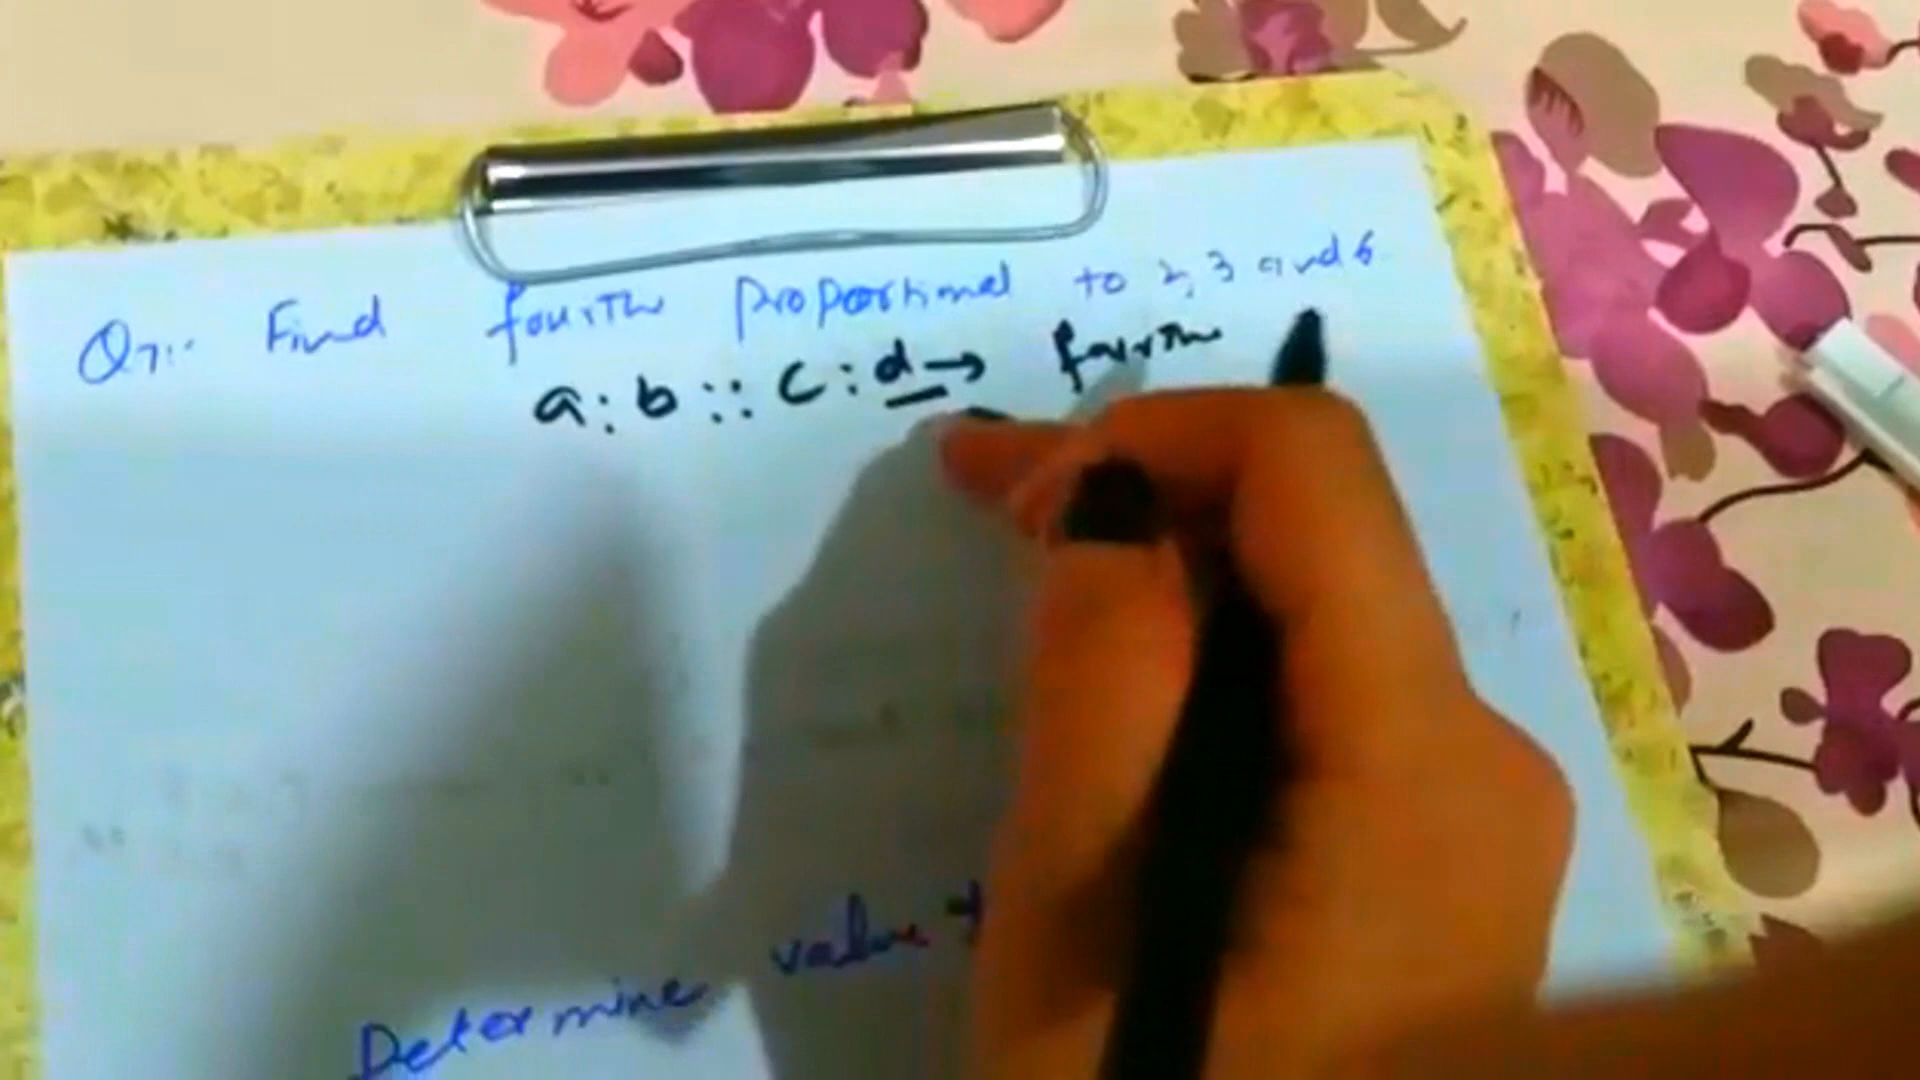 Q7:- Find fourth proportional to 2, 3 and 6.
a : b :: c : d → fourth
Determine value